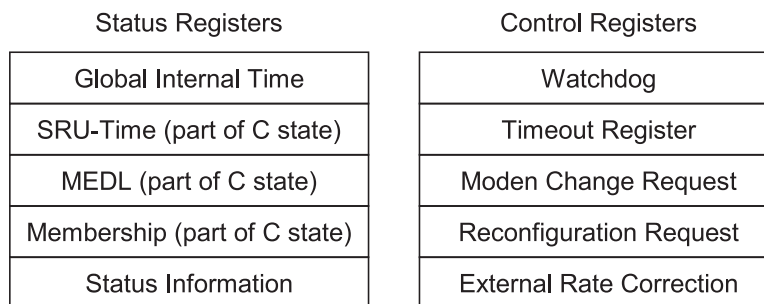 Status Registers
Global Internal Time
SRU-Time (part of C state)
MEDL (part of C state)
Membership (part of C state)
Status Information
Control Registers
Watchdog
Timeout Register
Moden Change Request
Reconfiguration Request
External Rate Correction